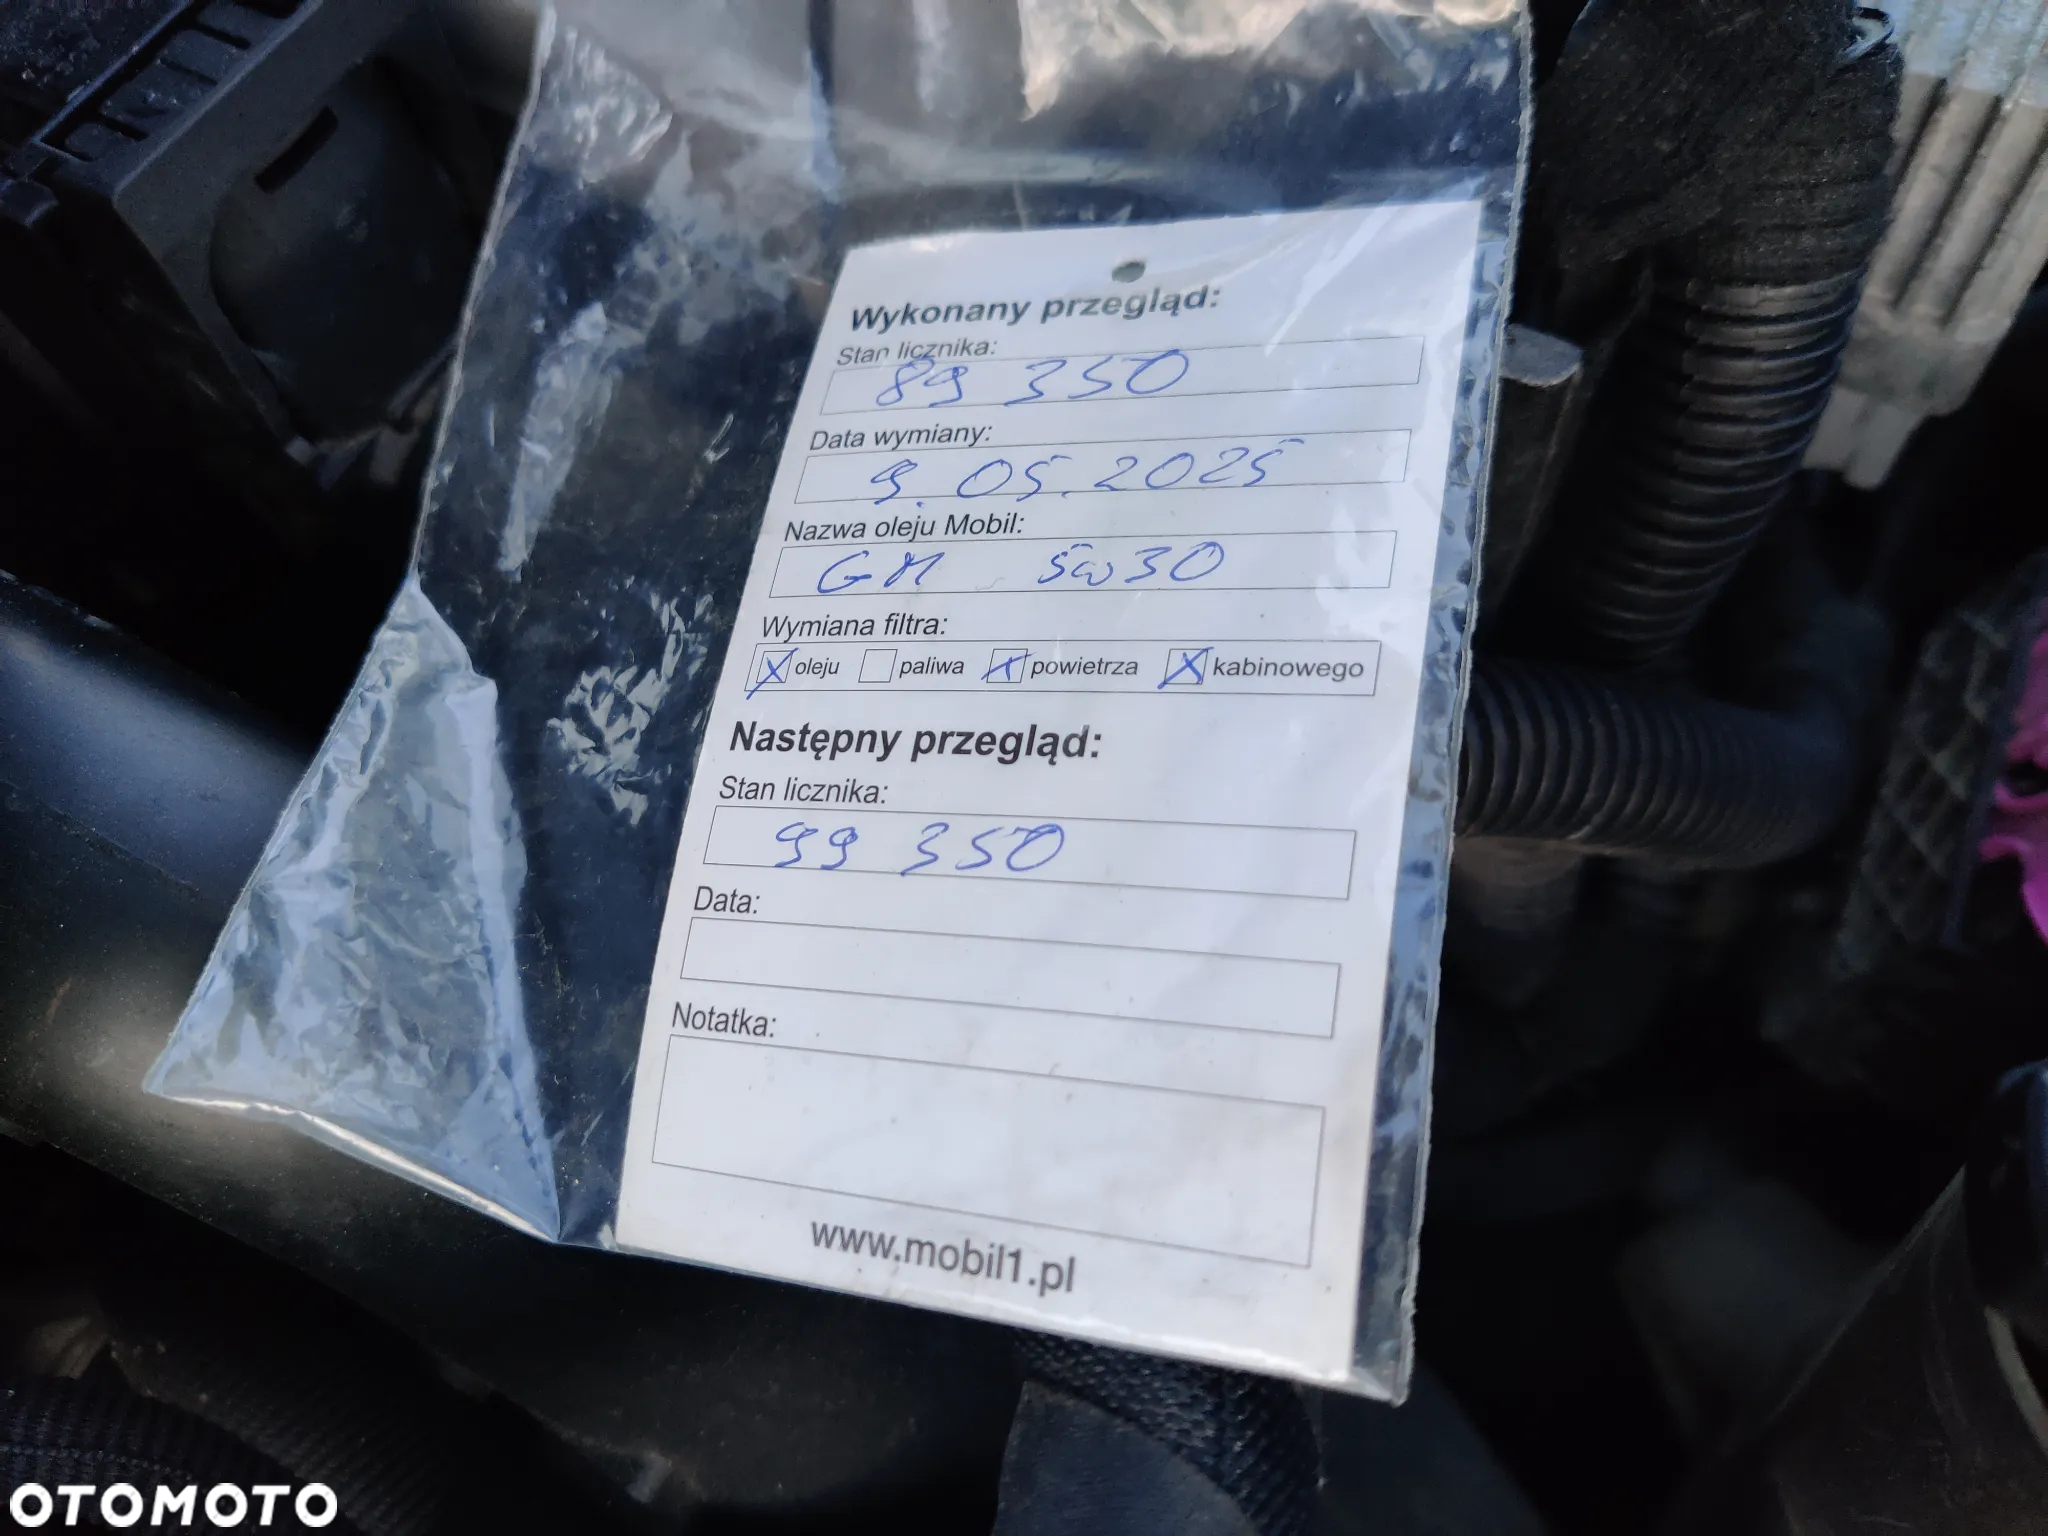 Wykonany przegląd:
Stan licznika:
89 350
Data wymiany:
9.05.2025
Nazwa oleju Mobil:
GM 5w30
Wymiana filtra:
oleju paliwa powietrza kabinowego
Następny przegląd:
Stan licznika:
99 350
Data:
Notatka:
www.mobil1.pl
OTOMOTO